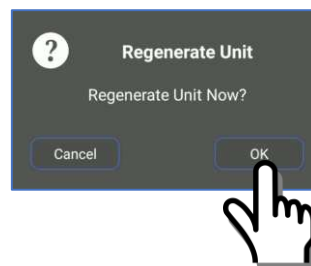 ?
Regenerate Unit
Regenerate Unit Now?
Cancel
OK